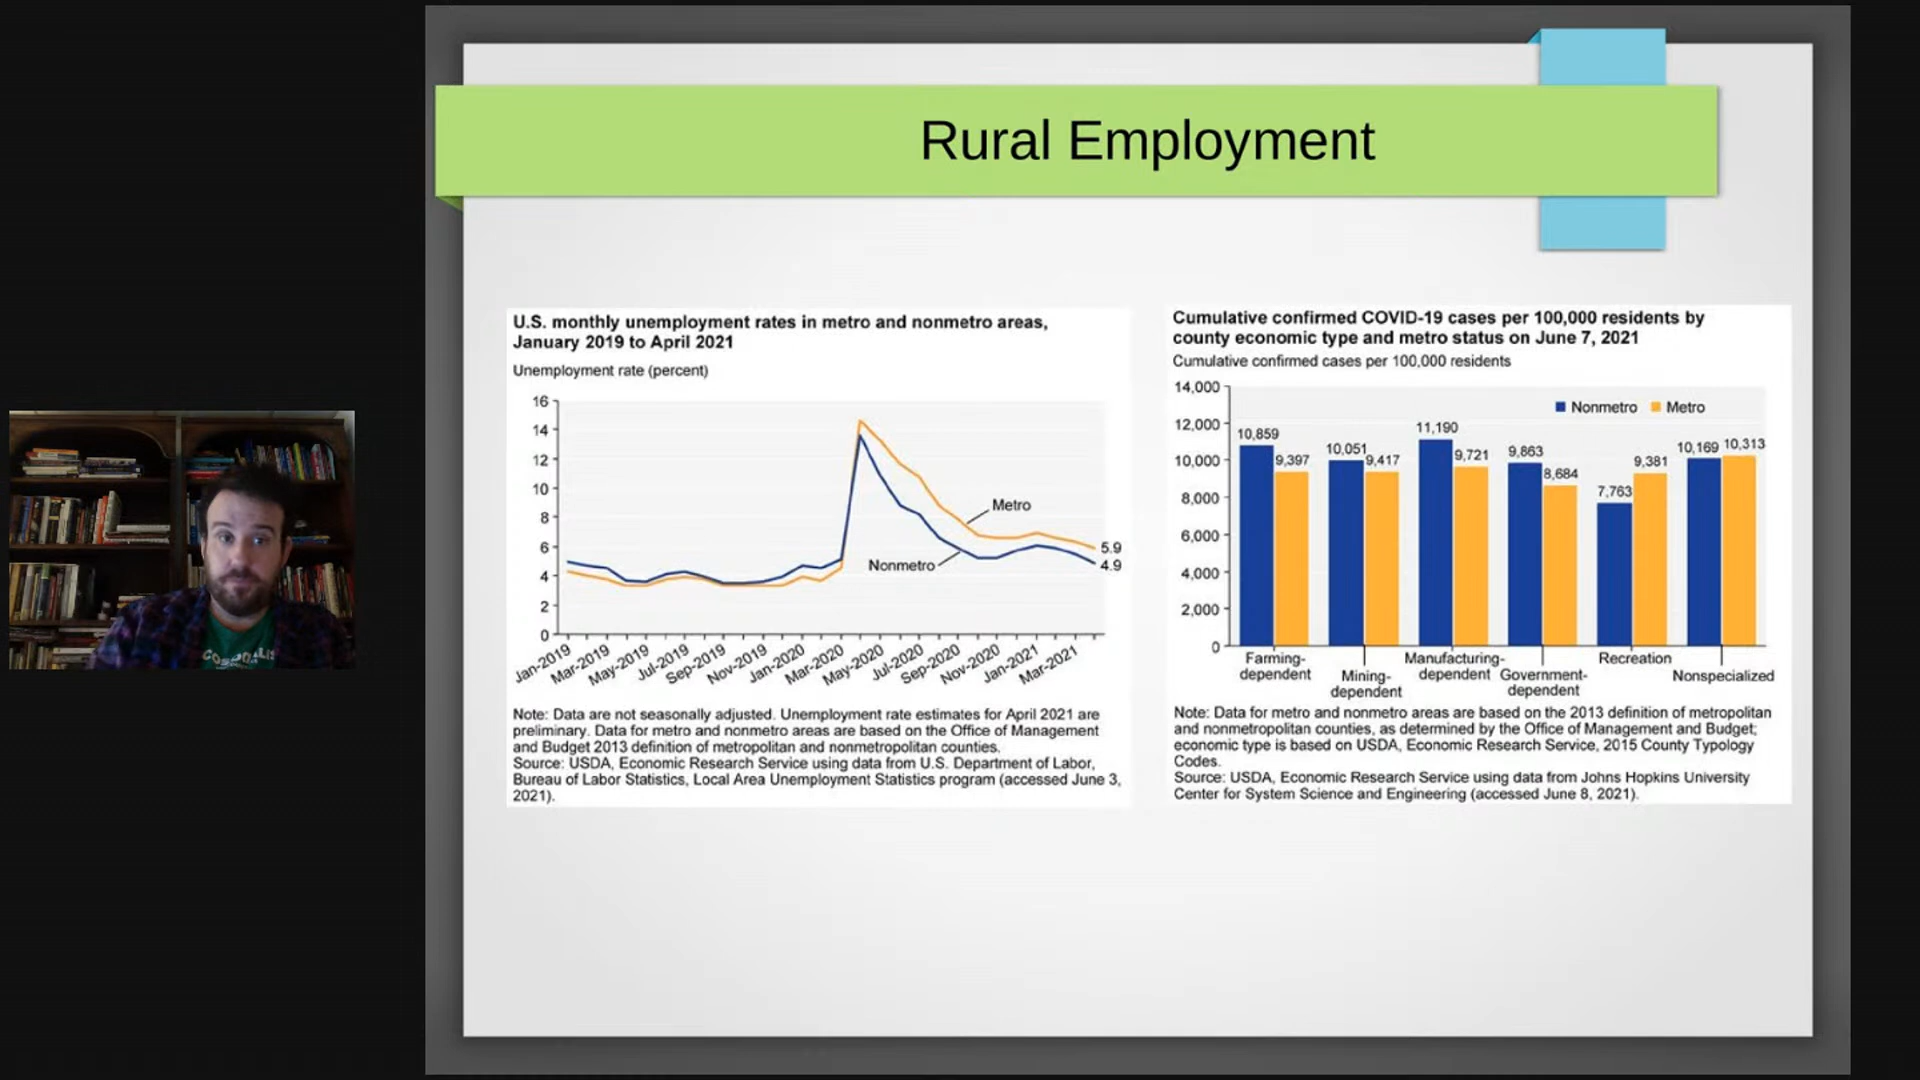 Rural Employment
U.S. monthly unemployment rates in metro and nonmetro areas,
January 2019 to April 2021
Unemployment rate (percent)
16
14
12
10
8
6
4
2
0
Metro
Nonmetro
5.9
4.9
Jan-2019
Mar-2019
May-2019
Jul-2019
Sep-2019
Nov-2019
Jan-2020
Mar-2020
May-2020
Jul-2020
Sep-2020
Nov-2020
Jan-2021
Mar-2021
Note: Data are not seasonally adjusted. Unemployment rate estimates for April 2021 are
preliminary. Data for metro and nonmetro areas are based on the Office of Management
and Budget 2013 definition of metropolitan and nonmetropolitan counties.
Source: USDA, Economic Research Service using data from U.S. Department of Labor,
Bureau of Labor Statistics, Local Area Unemployment Statistics program (accessed June 3,
2021).
Cumulative confirmed COVID-19 cases per 100,000 residents by
county economic type and metro status on June 7, 2021
Cumulative confirmed cases per 100,000 residents
14,000
12,000
10,000
8,000
6,000
4,000
2,000
0
Nonmetro Metro
10,859
9,397
10,051
9,417
11,190
9,721
9,863
8,684
7,763
9,381
10,169
10,313
Farming-
dependent
Mining-
dependent
Manufacturing-
dependent
Government-
dependent
Recreation
Nonspecialized
Note: Data for metro and nonmetro areas are based on the 2013 definition of metropolitan
and nonmetropolitan counties, as determined by the Office of Management and Budget;
economic type is based on USDA, Economic Research Service, 2015 County Typology
Codes.
Source: USDA, Economic Research Service using data from Johns Hopkins University
Center for System Science and Engineering (accessed June 8, 2021).